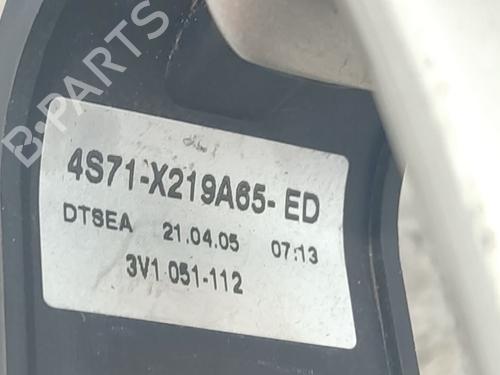 B-PARTS
4S71-X219A65-ED
DTSEA 21.04.05 07:13
3V1 051-112